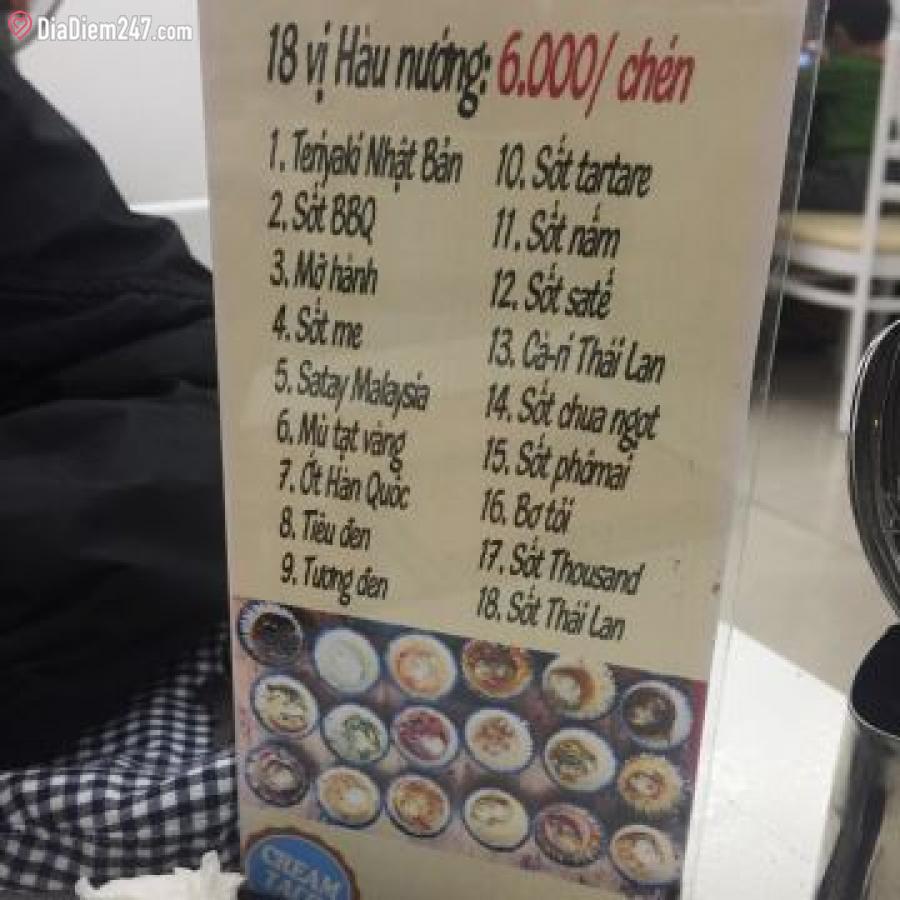 DiaDiem247.com
18 vị Hàu nướng: 6.000/ chén
1. Teriyaki Nhật Bản
2. Sốt BBQ
3. Mỡ hành
4. Sốt me
5. Satay Malaysia
6. Mù tạt vàng
7. Ớt Hàn Quốc
8. Tiêu đen
9. Tương đen
10. Sốt tartare
11. Sốt nấm
12. Sốt satế
13. Cà-ri Thái Lan
14. Sốt chua ngọt
15. Sốt phômai
16. Bơ tỏi
17. Sốt Thousand
18. Sốt Thái Lan
CREAM